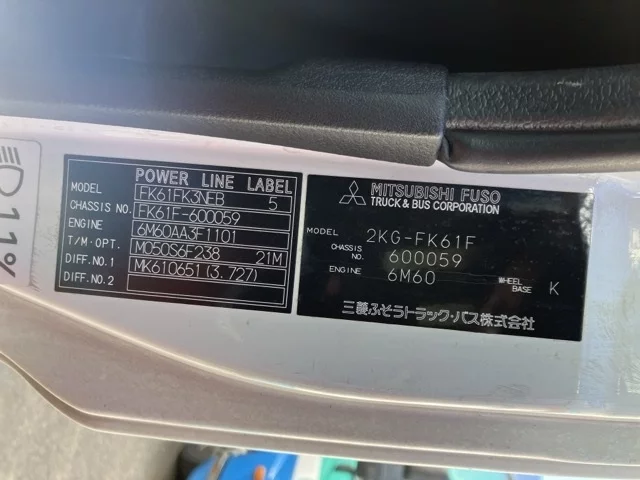 POWER LINE LABEL
MODEL FK61FK3NFB 5
CHASSIS NO. FK61F-600059
ENGINE 6M60AA3F1101
T/M·OPT. M050S6F238 21M
DIFF.NO.1 MK610651(3.727)
DIFF.NO.2
MITSUBISHI FUSO
TRUCK & BUS CORPORATION
MODEL 2KG-FK61F
CHASSIS 600059
ENGINE 6M60 WHEEL BASE K
三菱ふそうトラック・バス株式会社
11%